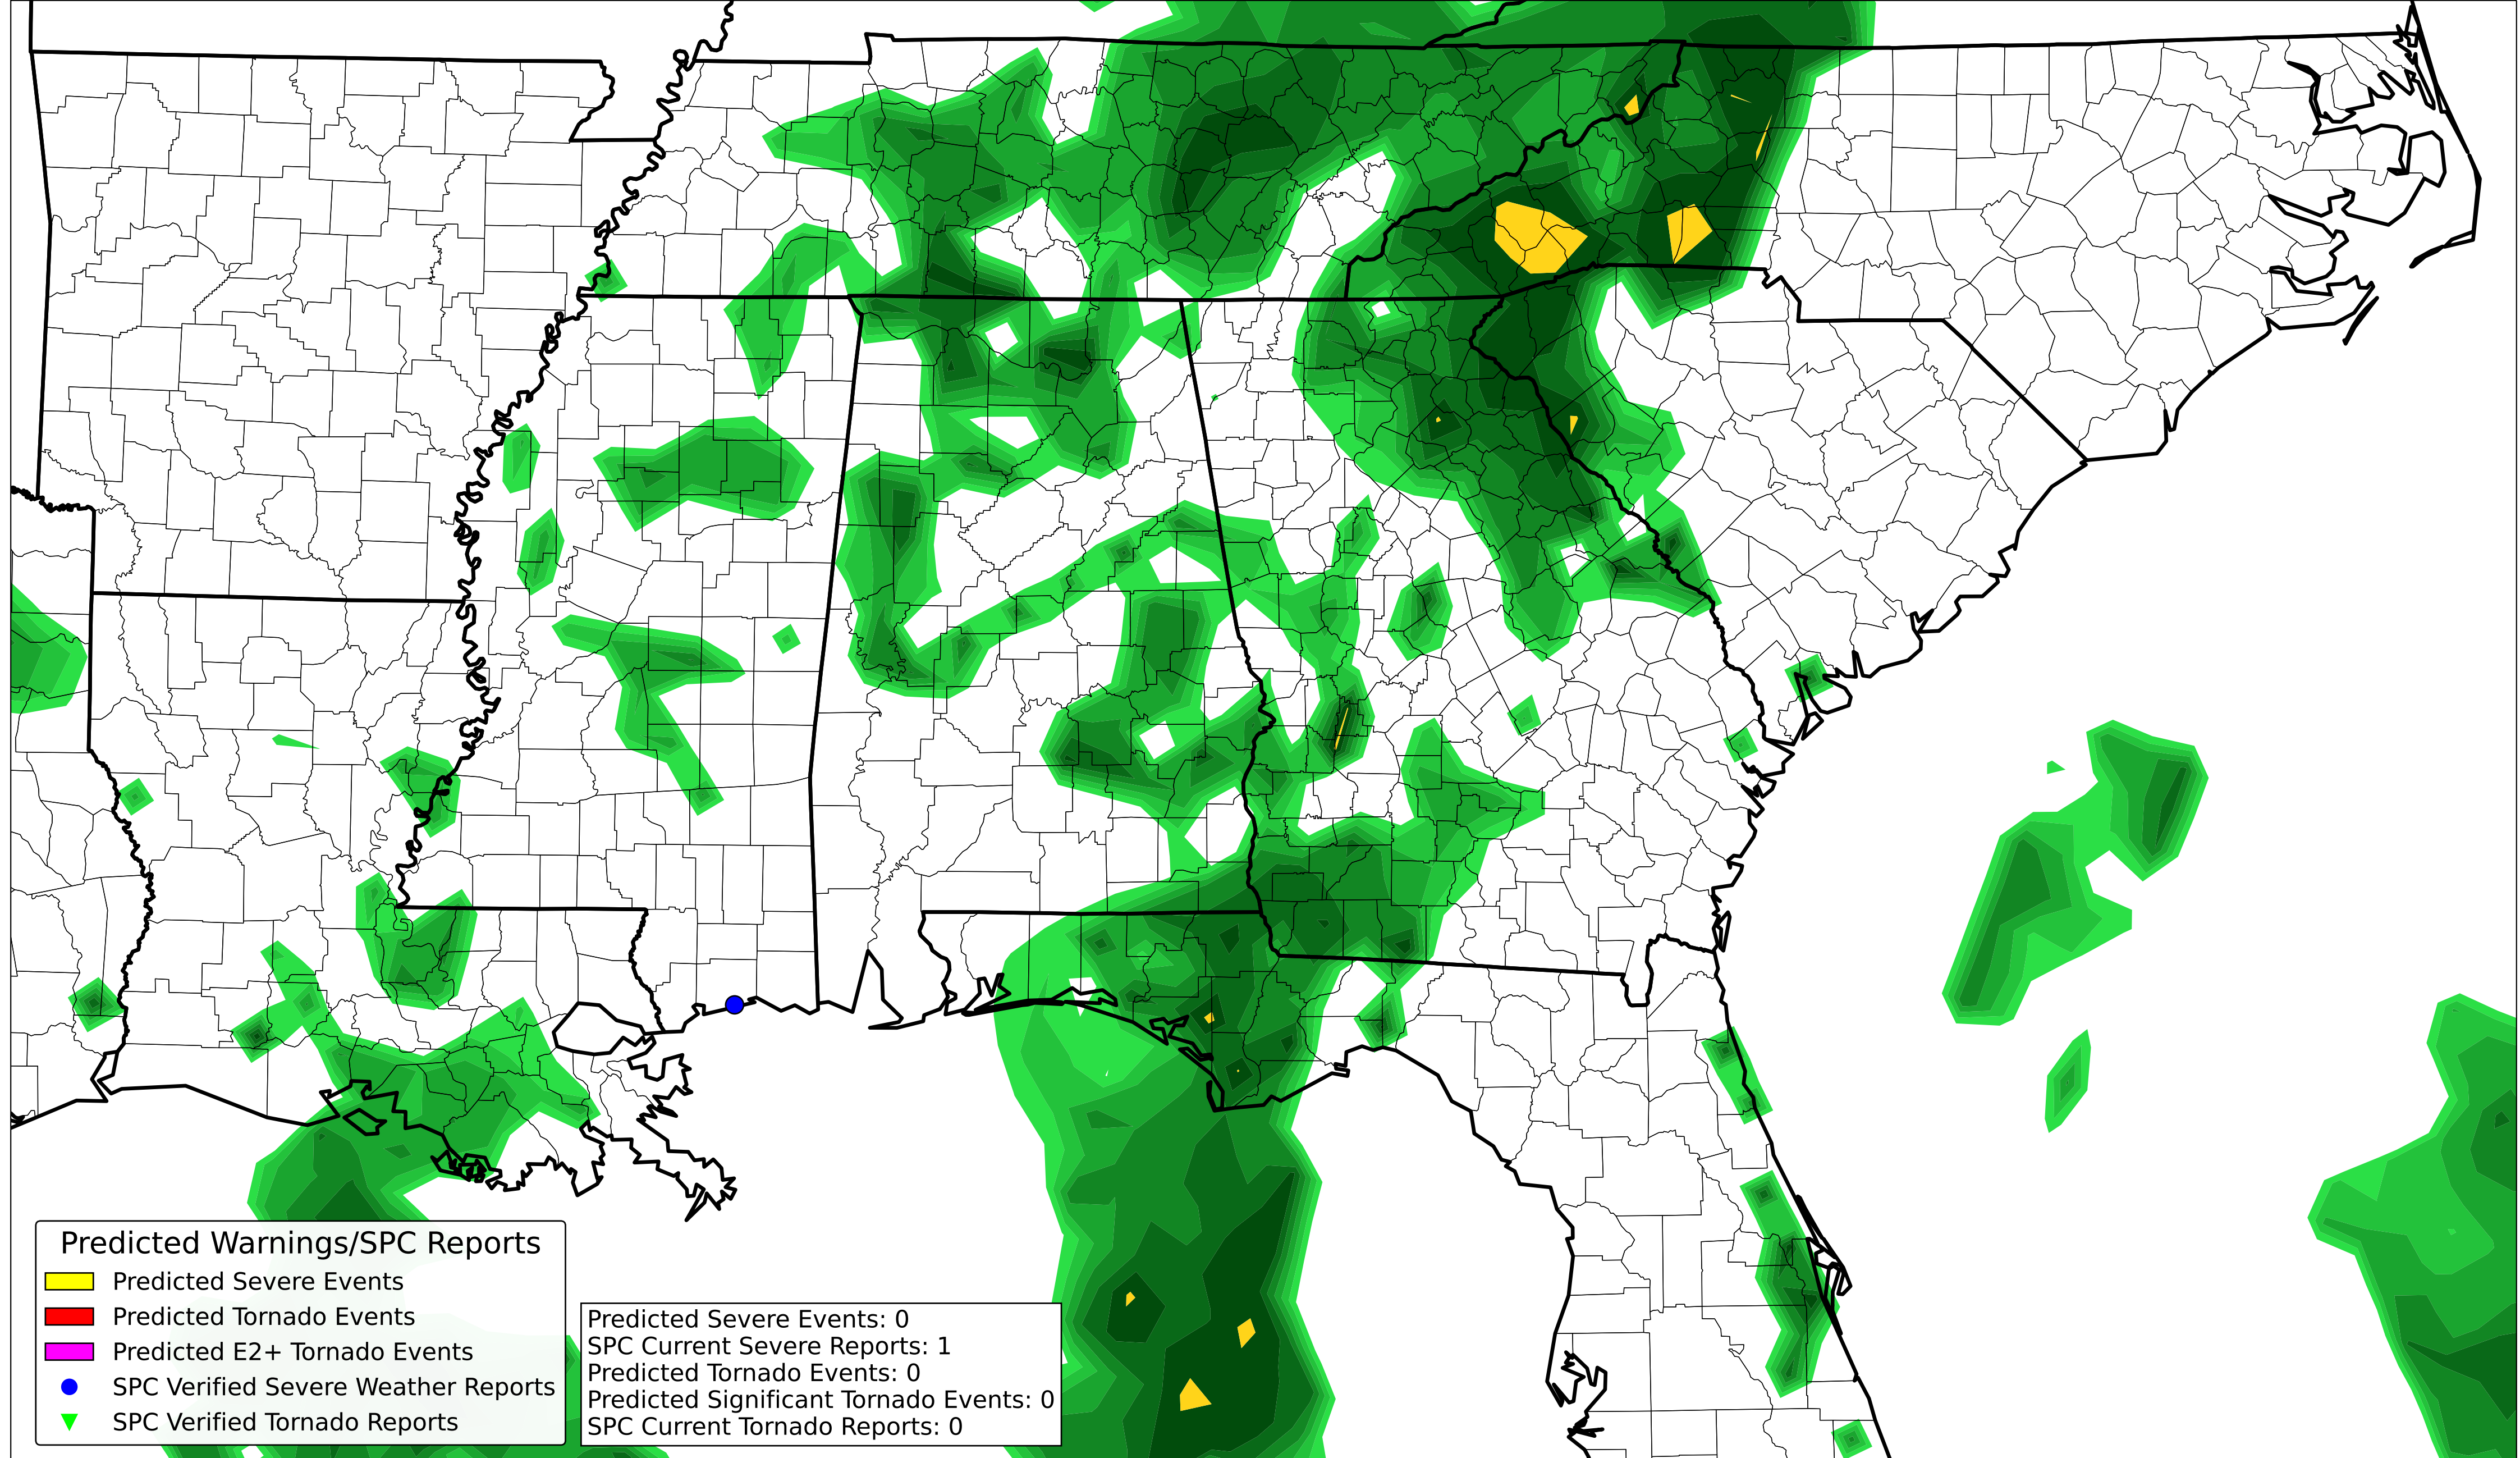 Predicted Warnings/SPC Reports
Predicted Severe Events
Predicted Tornado Events
Predicted E2+ Tornado Events
SPC Verified Severe Weather Reports
SPC Verified Tornado Reports
Predicted Severe Events: 0
SPC Current Severe Reports: 1
Predicted Tornado Events: 0
Predicted Significant Tornado Events: 0
SPC Current Tornado Reports: 0